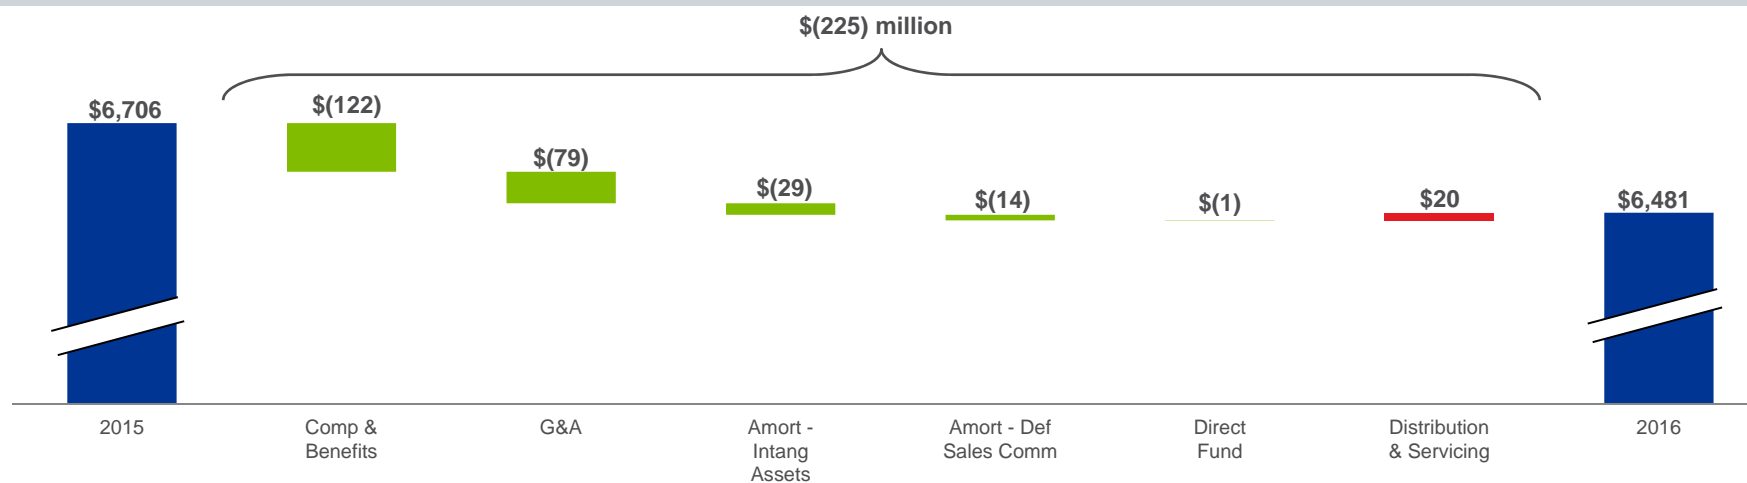 $(225) million
$6,706
$(122)
$(79)
$(29)
$(14)
$(1)
$20
$6,481
2015
Comp &
Benefits
G&A
Amort -
Intang
Assets
Amort - Def
Sales Comm
Direct
Fund
Distribution
& Servicing
2016